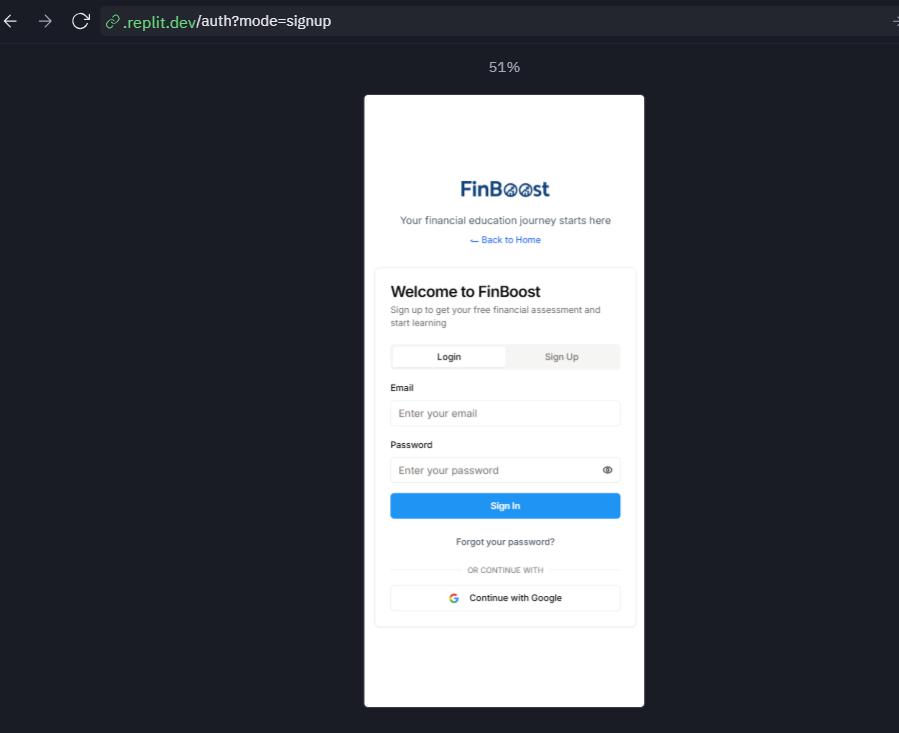 .replit.dev/auth?mode=signup
51%
FinBoost
Your financial education journey starts here
Back to Home
Welcome to FinBoost
Sign up to get your free financial assessment and
start learning
Login Sign Up
Email
Enter your email
Password
Enter your password
Sign In
Forgot your password?
OR CONTINUE WITH
Continue with Google